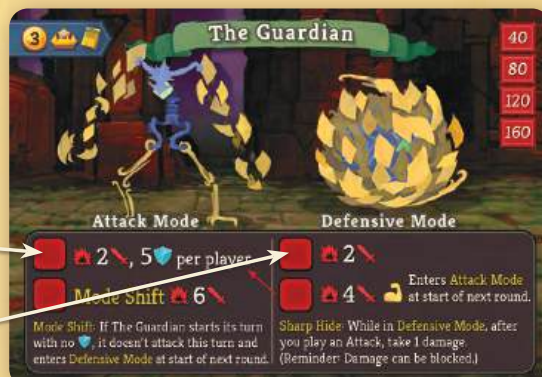 3
The Guardian
40
80
120
160
Attack Mode
Defensive Mode
2, 5 per player
Mode Shift 6
Mode Shift: If The Guardian starts its turn
with no , it doesn't attack this turn and
enters Defensive Mode at start of next round.
2
4 Enters Attack Mode
at start of next round.
Sharp Hide: While in Defensive Mode, after
you play an Attack, take 1 damage.
(Reminder: Damage can be blocked.)